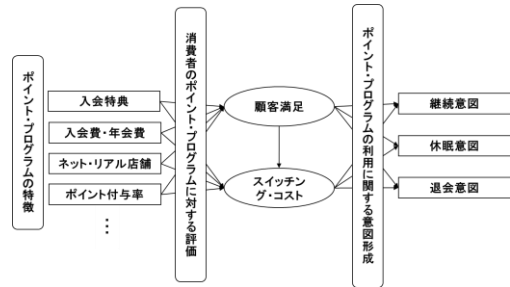 ポイント・プログラムの特徴
入会特典
入会費・年会費
ネット・リアル店舗
ポイント付与率
⋮
消費者のポイント・プログラムに対する評価
顧客満足
スイッチン
グ・コスト
ポイント・プログラムの利用に関する意図形成
継続意図
休眠意図
退会意図